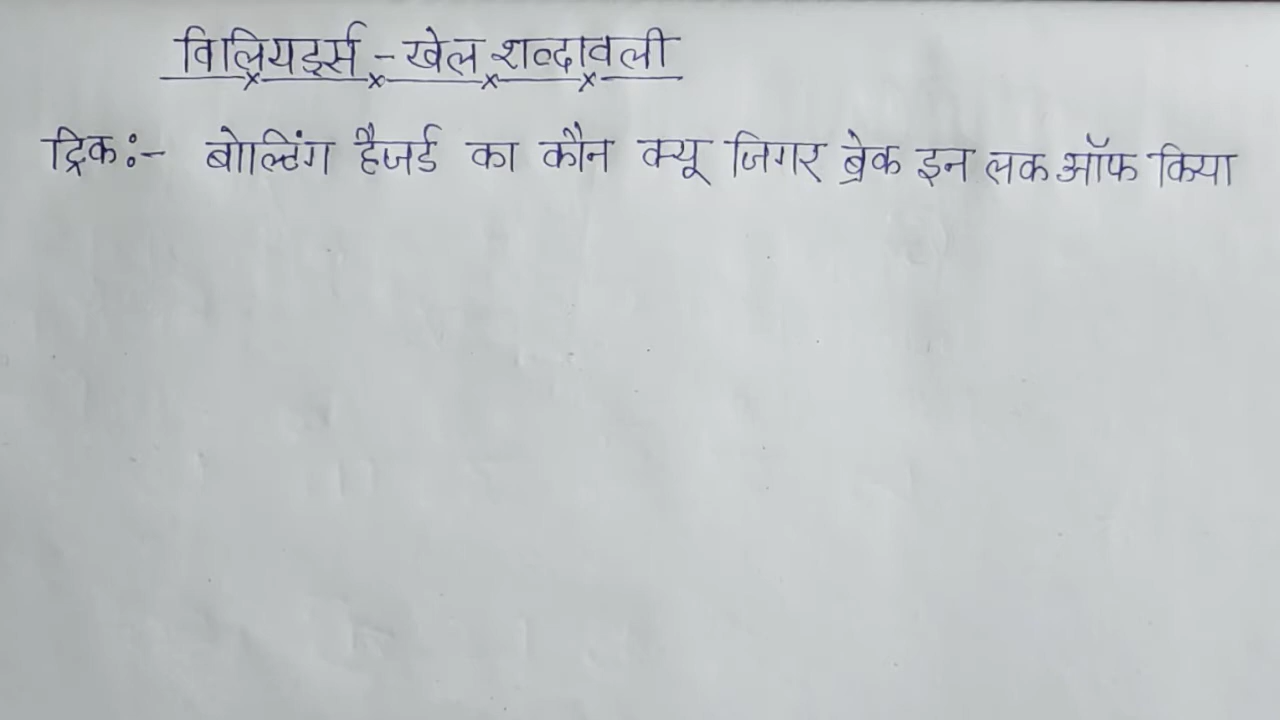 विलियर्ड्स - खेल शब्दावली
ट्रिक:- बोल्टिंग हैजर्ड का कौन क्यू जिगर ब्रेक इन लक ऑफ किया